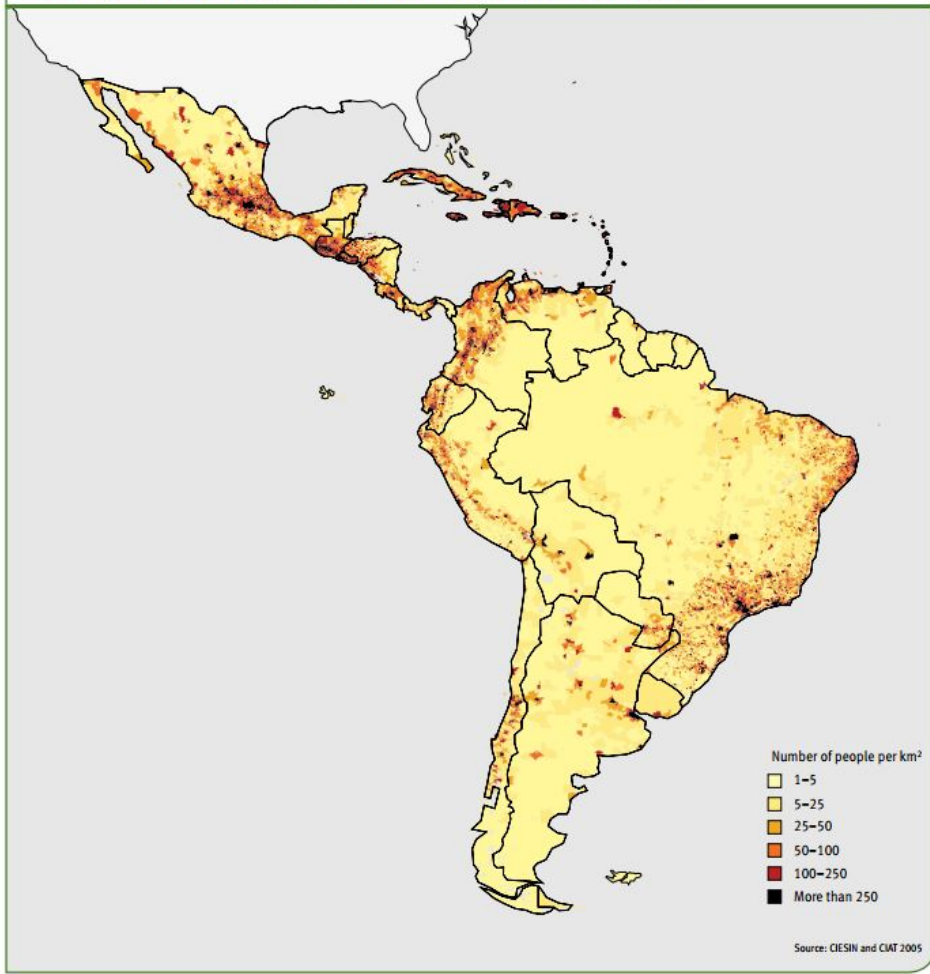 Number of people per km²
1–5
5–25
25–50
50–100
100–250
More than 250
Source: CIESIN and CIAT 2005